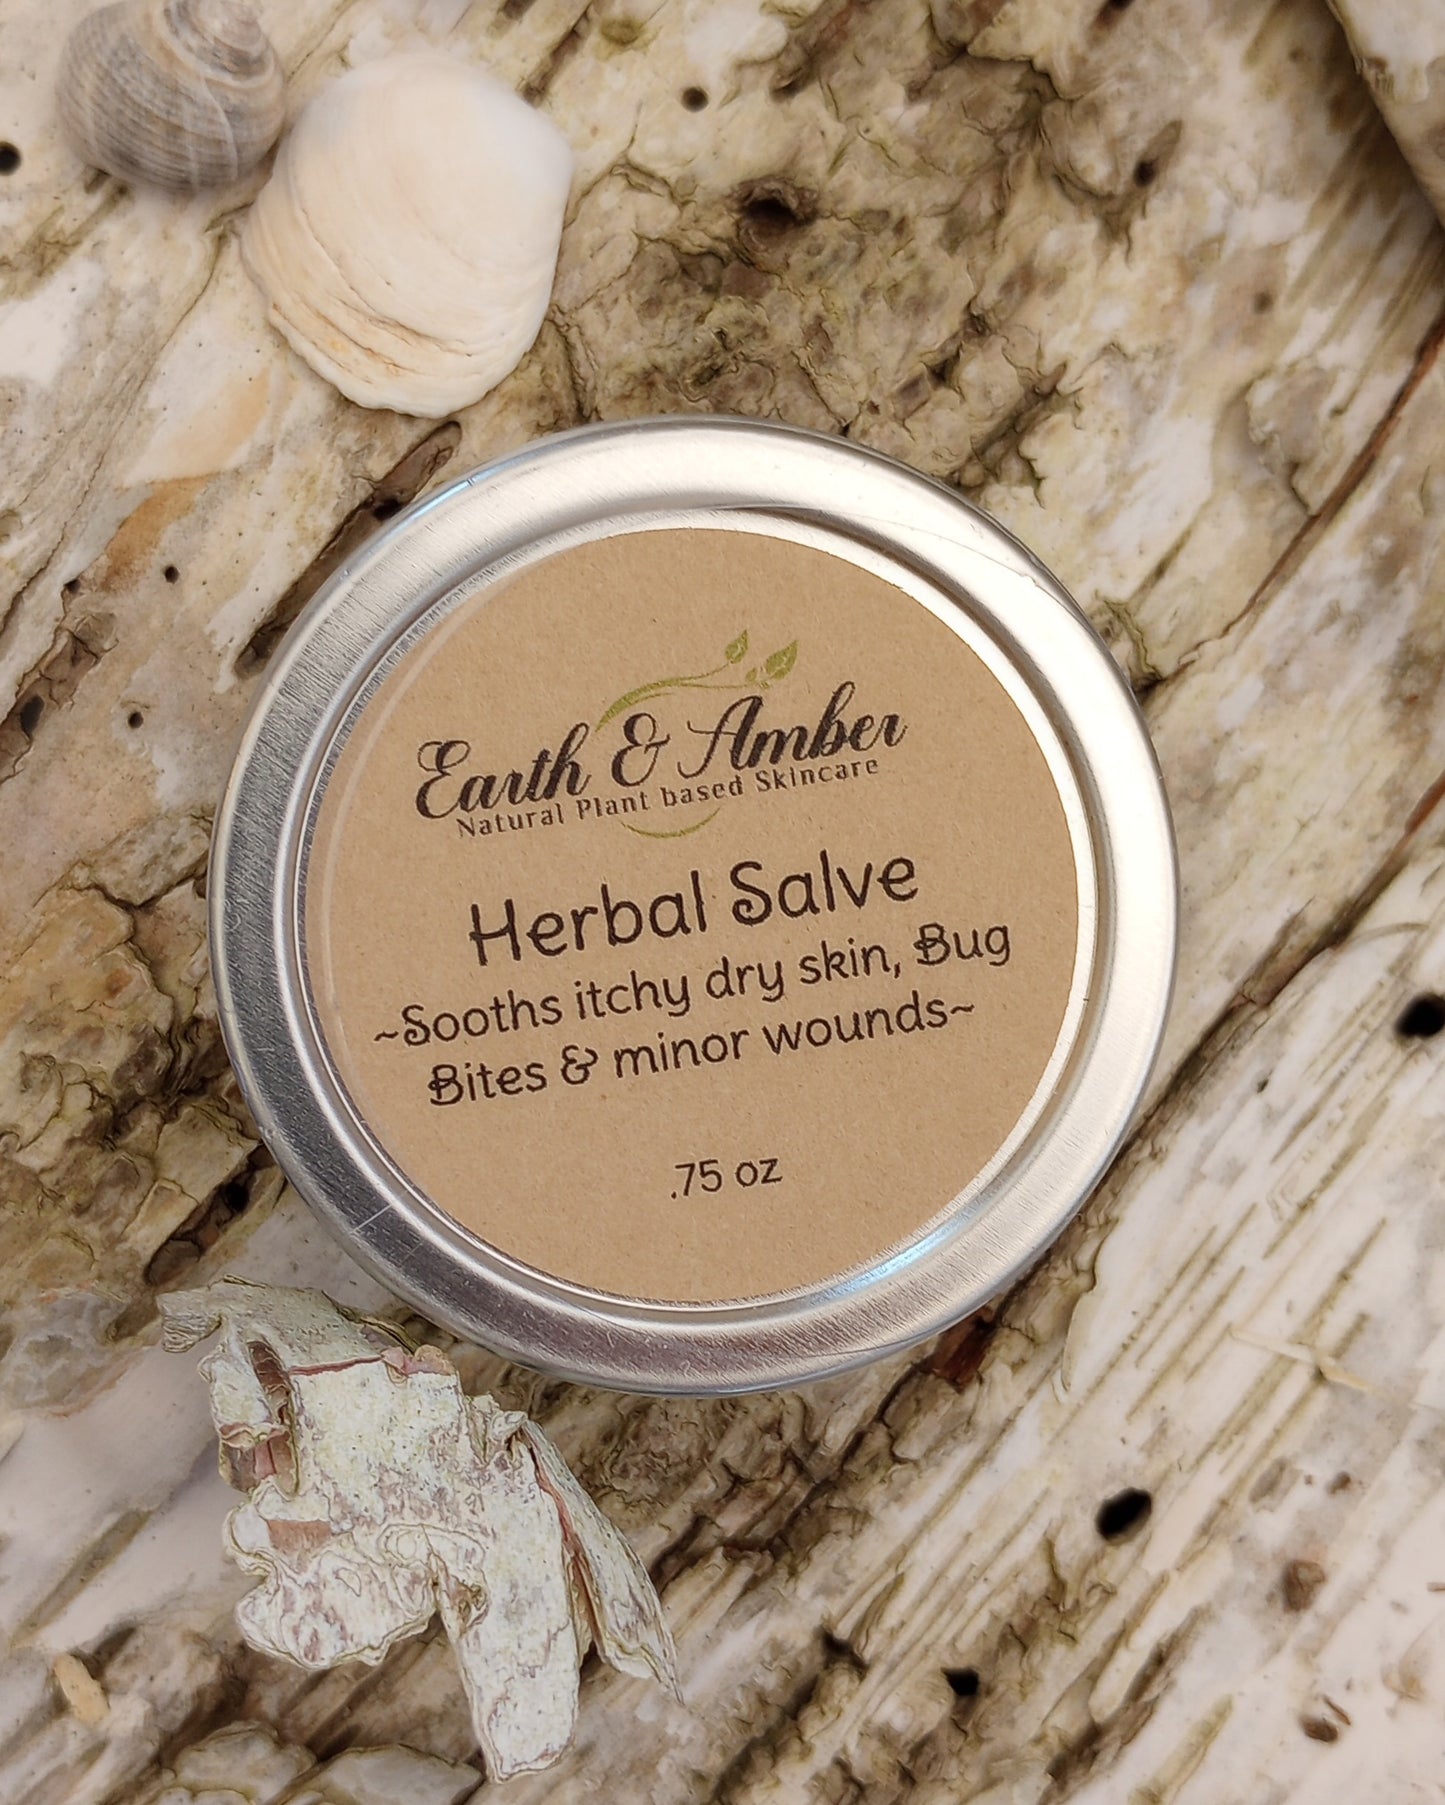 Earth & Amber
Natural Plant based Skincare
Herbal Salve
~Sooths itchy dry skin, Bug
Bites & minor wounds~
.75 oz